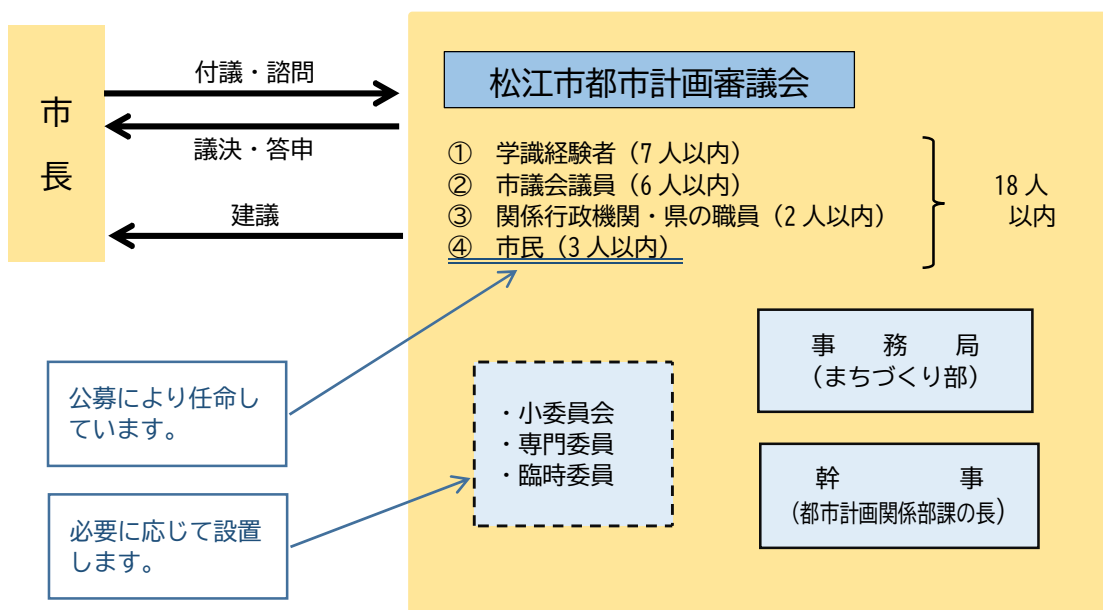 市
長
付議・諮問
議決・答申
建議
松江市都市計画審議会
① 学識経験者（7人以内）
② 市議会議員（6人以内）
③ 関係行政機関・県の職員（2人以内）
④ 市民（3人以内）
18人
以内
公募により任命し
ています。
必要に応じて設置
します。
・小委員会
・専門委員
・臨時委員
事　務　局
（まちづくり部）
幹　　　事
（都市計画関係部課の長）